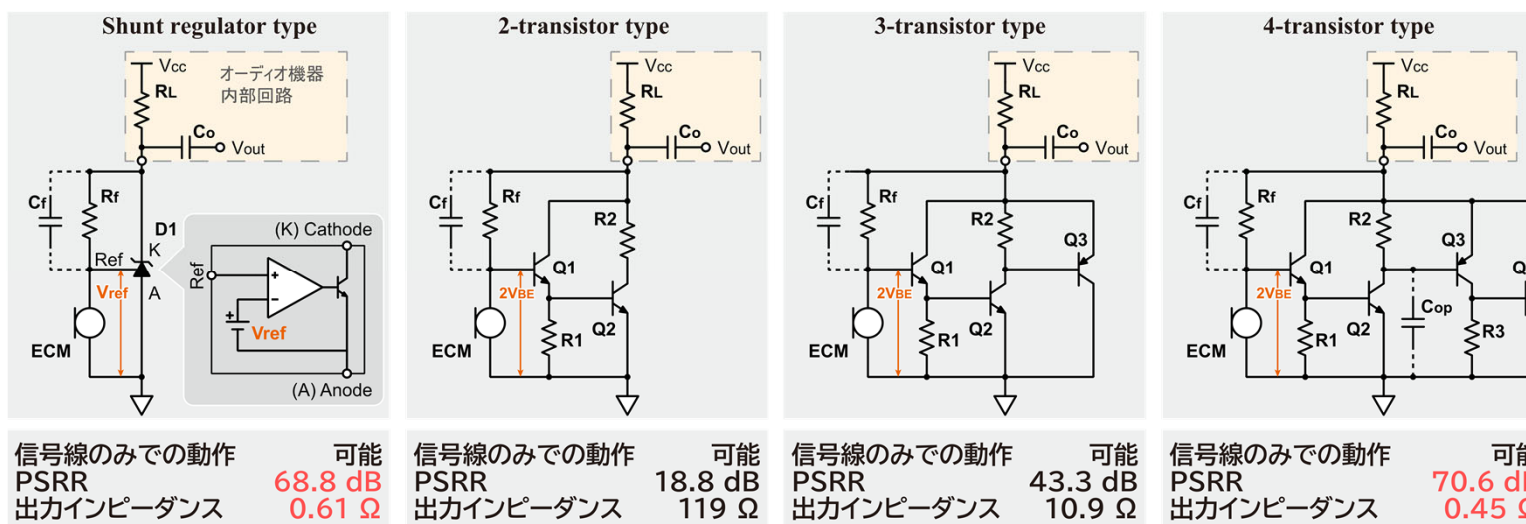 Shunt regulator type
Vcc
オーディオ機器
内部回路
RL
Co
Vout
Cf
Rf
D1
K
Ref
A
Vref
ECM
(K) Cathode
Ref
+
−
+
Vref
(A) Anode
信号線のみでの動作 可能
PSRR 68.8 dB
出力インピーダンス 0.61 Ω
2-transistor type
Vcc
RL
Co
Vout
Cf
Rf
R2
Q1
2VBE
Q2
R1
ECM
信号線のみでの動作 可能
PSRR 18.8 dB
出力インピーダンス 119 Ω
3-transistor type
Vcc
RL
Co
Vout
Cf
Rf
R2
Q3
Q1
2VBE
Q2
R1
ECM
信号線のみでの動作 可能
PSRR 43.3 dB
出力インピーダンス 10.9 Ω
4-transistor type
Vcc
RL
Co
Vout
Cf
Rf
R2
Q3
Q1
2VBE
Cop
Q2
R1
R3
ECM
信号線のみでの動作
PSRR 70.6
出力インピーダンス 0.45